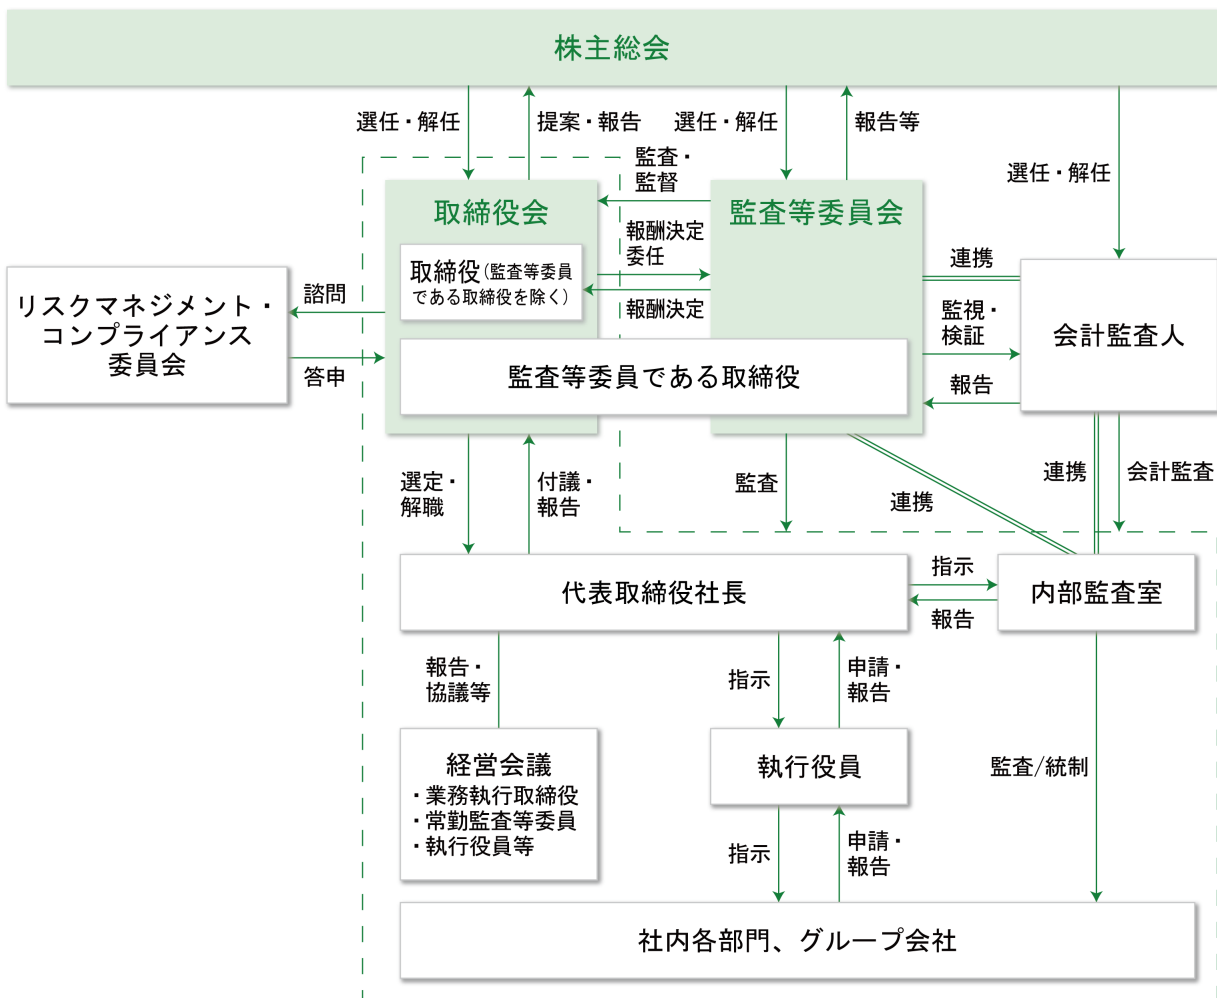 株主総会
選任・解任
提案・報告
選任・解任
報告等
選任・解任
監査・
監督
取締役会
監査等委員会
報酬決定
委任
報酬決定
取締役(監査等委員
である取締役を除く)
監査等委員である取締役
リスクマネジメント・
コンプライアンス
委員会
諮問
答申
連携
監視・
検証
報告
会計監査人
選定・
解職
付議・
報告
監査
連携
連携
会計監査
代表取締役社長
指示
報告
内部監査室
報告・
協議等
指示
申請・
報告
経営会議
・業務執行取締役
・常勤監査等委員
・執行役員等
執行役員
監査/統制
指示
申請・
報告
社内各部門、グループ会社